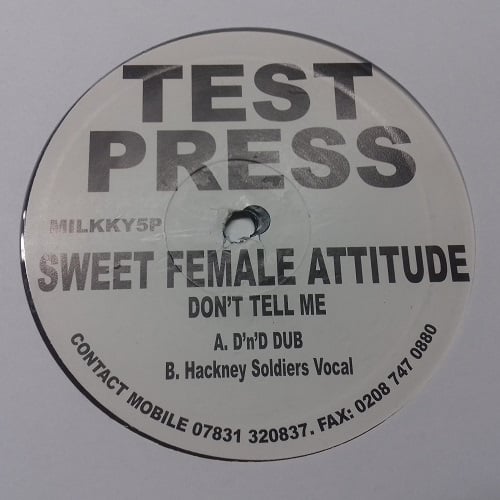 TEST
PRESS
MILKKY5P
SWEET FEMALE ATTITUDE
DON'T TELL ME
A. D'n'D DUB
B. Hackney Soldiers Vocal
CONTACT MOBILE 07831 320837. FAX: 0208 747 0880